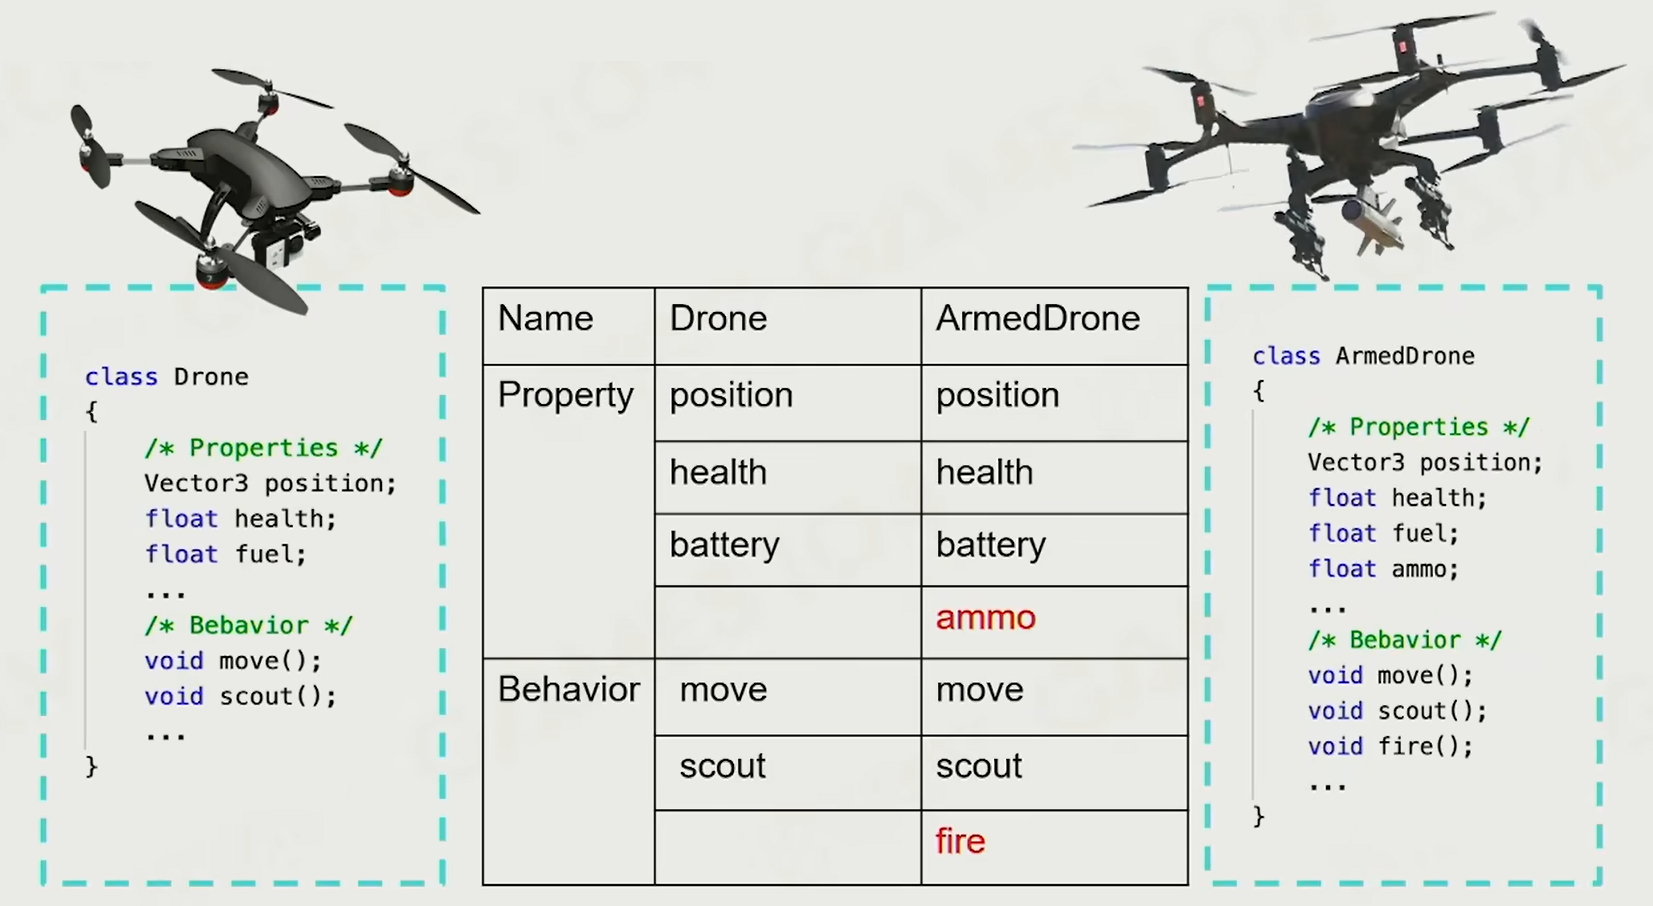 class Drone
{
/* Properties */
Vector3 position;
float health;
float fuel;
...
/* Bebavior */
void move();
void scout();
...
}
Name Drone ArmedDrone
Property position position
health health
battery battery
ammo
Behavior move move
scout scout
fire
class ArmedDrone
{
/* Properties */
Vector3 position;
float health;
float fuel;
float ammo;
...
/* Bebavior */
void move();
void scout();
void fire();
...
}